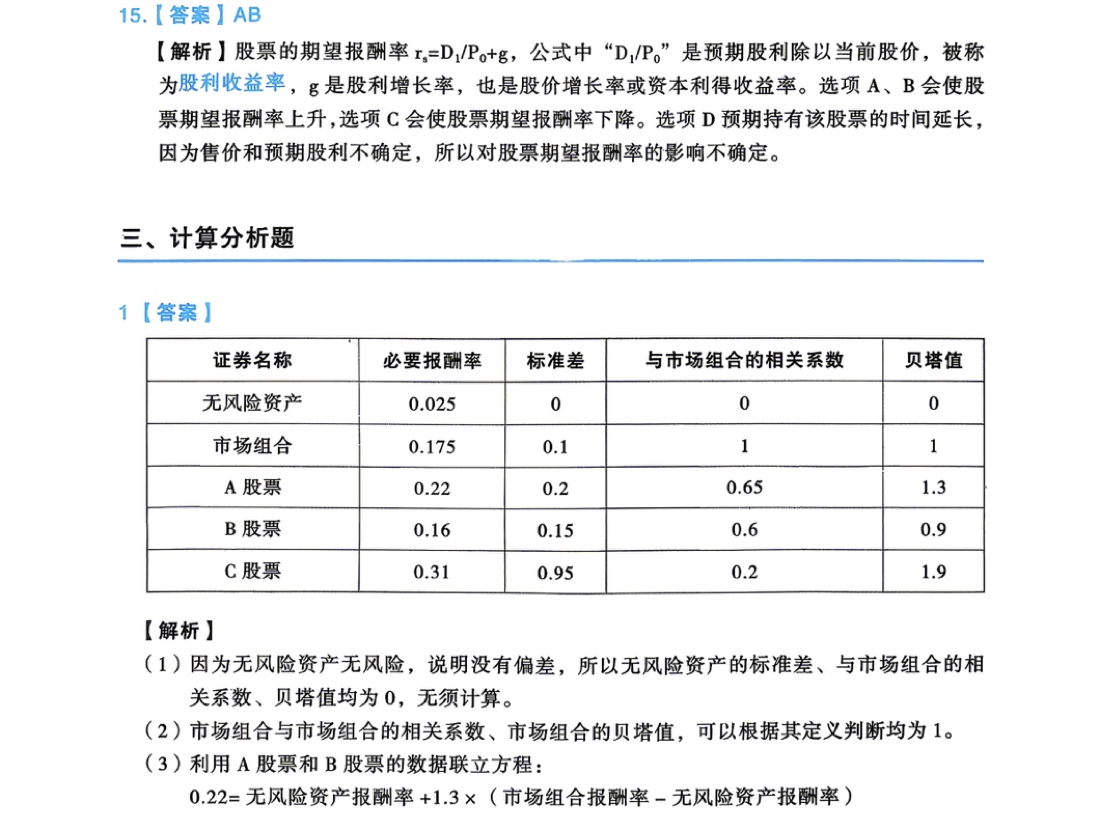 15.【答案】AB
【解析】股票的期望报酬率 rs=D1/P0+g，公式中“D1/P0”是预期股利除以当前股价，被称
为股利收益率，g 是股利增长率，也是股价增长率或资本利得收益率。选项 A、B 会使股
票期望报酬率上升，选项 C 会使股票期望报酬率下降。选项 D 预期持有该股票的时间延长，
因为售价和预期股利不确定，所以对股票期望报酬率的影响不确定。
三、计算分析题
1【答案】
证券名称 必要报酬率 标准差 与市场组合的相关系数 贝塔值
无风险资产 0.025 0 0 0
市场组合 0.175 0.1 1 1
A 股票 0.22 0.2 0.65 1.3
B 股票 0.16 0.15 0.6 0.9
C 股票 0.31 0.95 0.2 1.9
【解析】
（1）因为无风险资产无风险，说明没有偏差，所以无风险资产的标准差、与市场组合的相
关系数、贝塔值均为 0，无须计算。
（2）市场组合与市场组合的相关系数、市场组合的贝塔值，可以根据其定义判断均为 1。
（3）利用 A 股票和 B 股票的数据联立方程：
0.22= 无风险资产报酬率 +1.3×（市场组合报酬率 - 无风险资产报酬率）